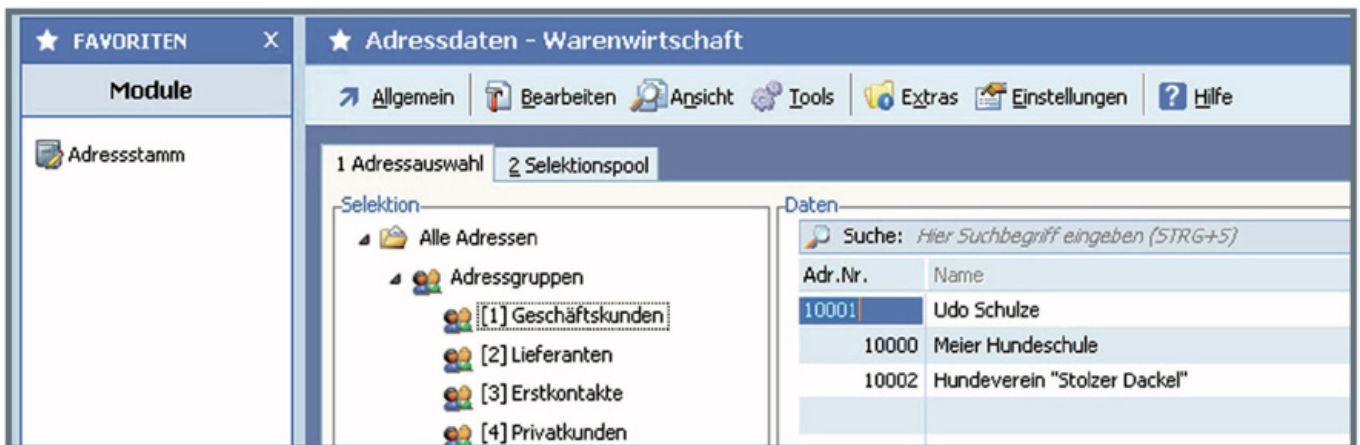 FAVORITEN X
Module
Adressstamm
Adressdaten - Warenwirtschaft
Allgemein Bearbeiten Ansicht Tools Extras Einstellungen ? Hilfe
1 Adressauswahl 2 Selektionspool
Selektion
Alle Adressen
Adressgruppen
[1] Geschäftskunden
[2] Lieferanten
[3] Erstkontakte
[4] Privatkunden
Daten
Suche: Hier Suchbegriff eingeben (STRG+S)
Adr.Nr. Name
10001 Udo Schulze
10000 Meier Hundeschule
10002 Hundeverein "Stolzer Dackel"